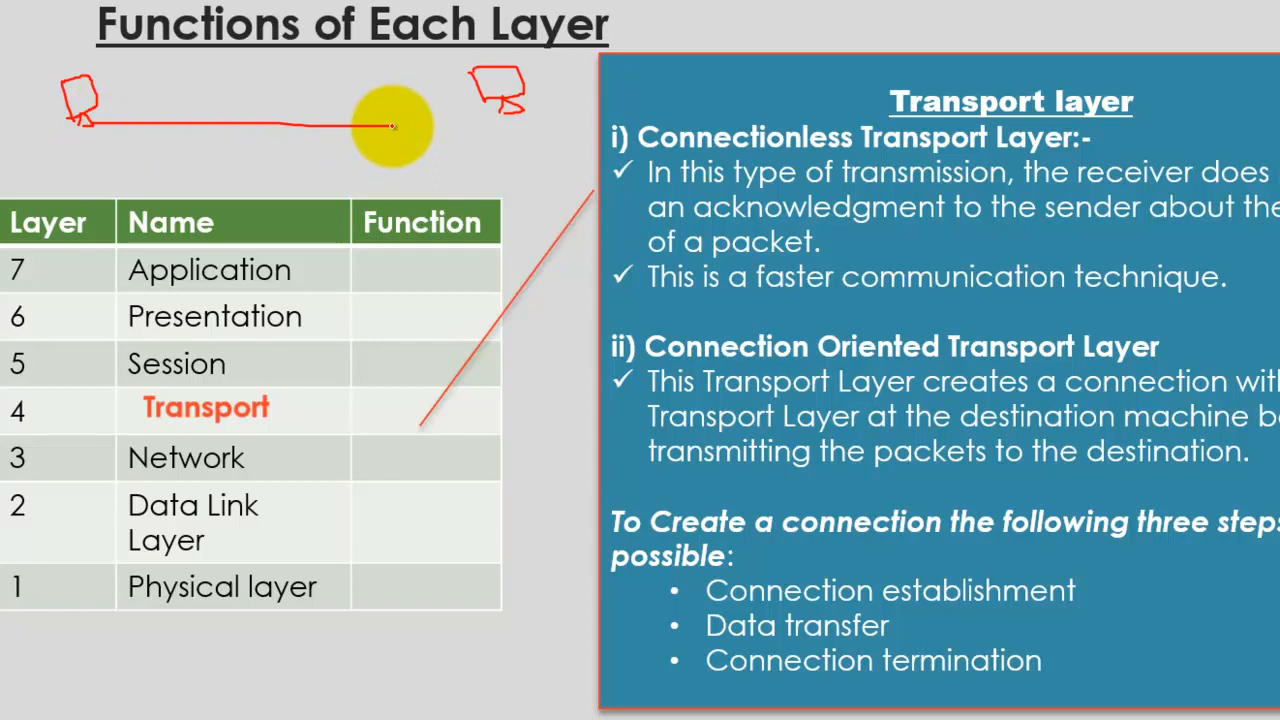 Functions of Each Layer
Layer Name Function
7 Application
6 Presentation
5 Session
4 Transport
3 Network
2 Data Link
Layer
1 Physical layer
Transport layer
i) Connectionless Transport Layer:-
✓ In this type of transmission, the receiver does
an acknowledgment to the sender about the
of a packet.
✓ This is a faster communication technique.
ii) Connection Oriented Transport Layer
✓ This Transport Layer creates a connection
Transport Layer at the destination machine
transmitting the packets to the destination.
To Create a connection the following three steps
possible:
• Connection establishment
• Data transfer
• Connection termination